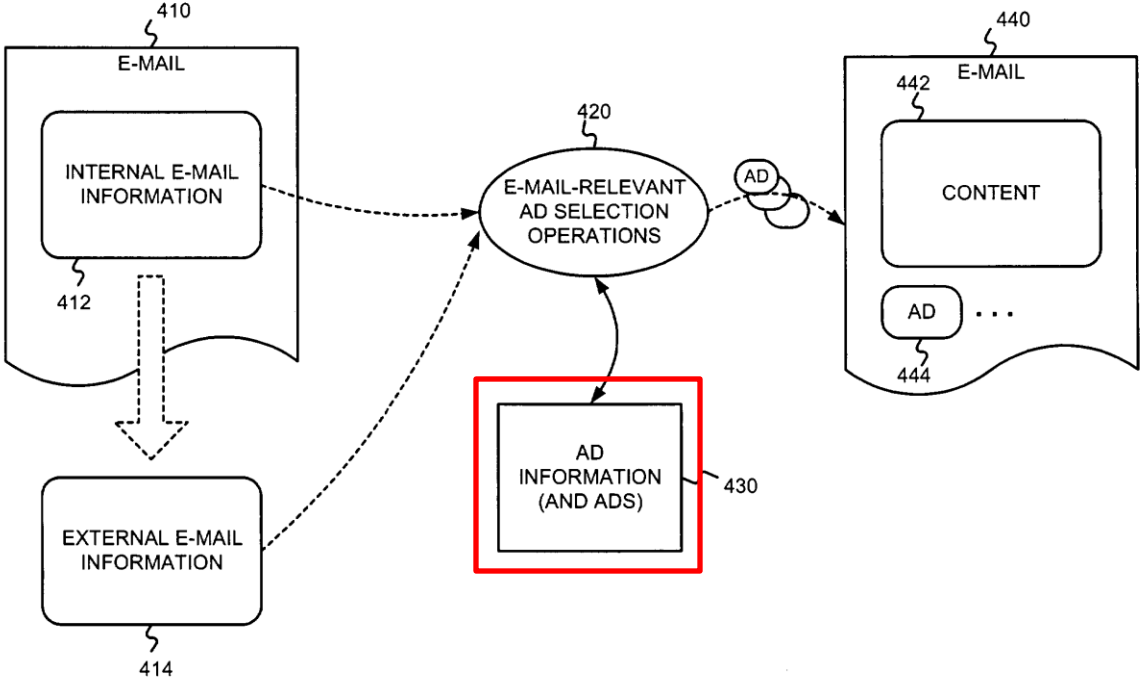 410
E-MAIL
INTERNAL E-MAIL
INFORMATION
412
EXTERNAL E-MAIL
INFORMATION
414
420
E-MAIL-RELEVANT
AD SELECTION
OPERATIONS
AD
AD
INFORMATION
(AND ADS)
430
440
E-MAIL
442
CONTENT
AD
. . .
444